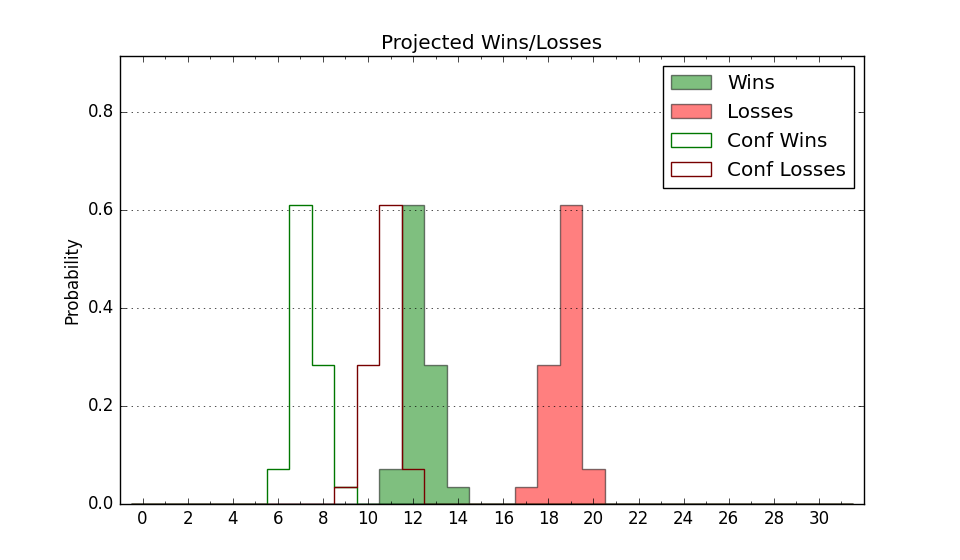 Projected Wins/Losses
Wins
Losses
Conf Wins
Conf Losses
Probability
0.8
0.6
0.4
0.2
0.0
0 2 4 6 8 10 12 14 16 18 20 22 24 26 28 30